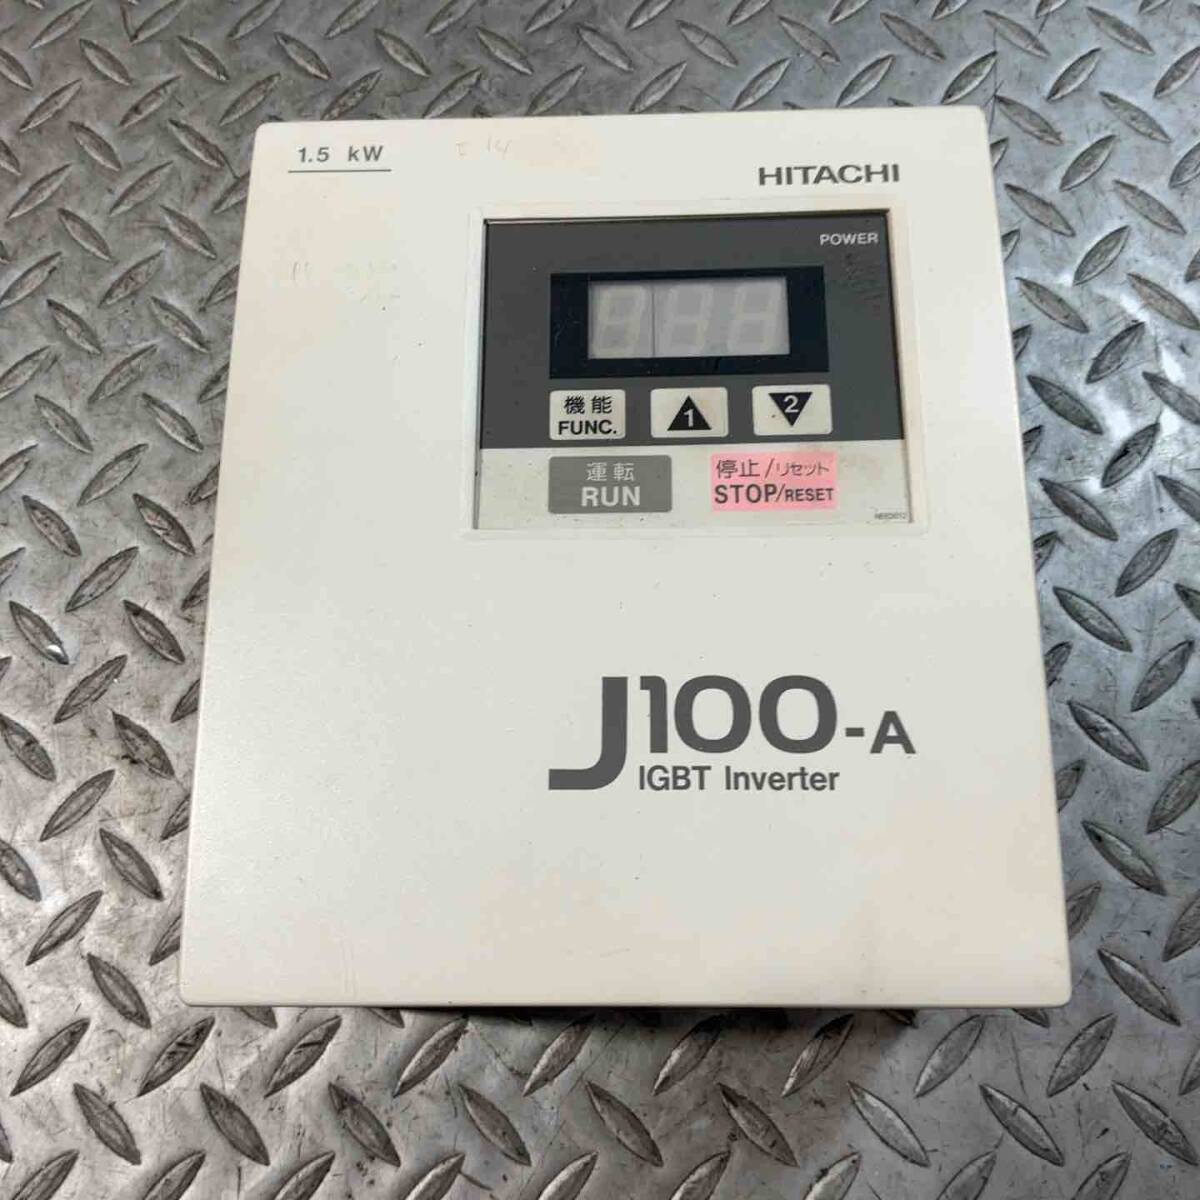 1.5 kW
HITACHI
POWER
機能
FUNC.
1
2
運転
RUN
停止/リセット
STOP/RESET
J100-A
IGBT Inverter